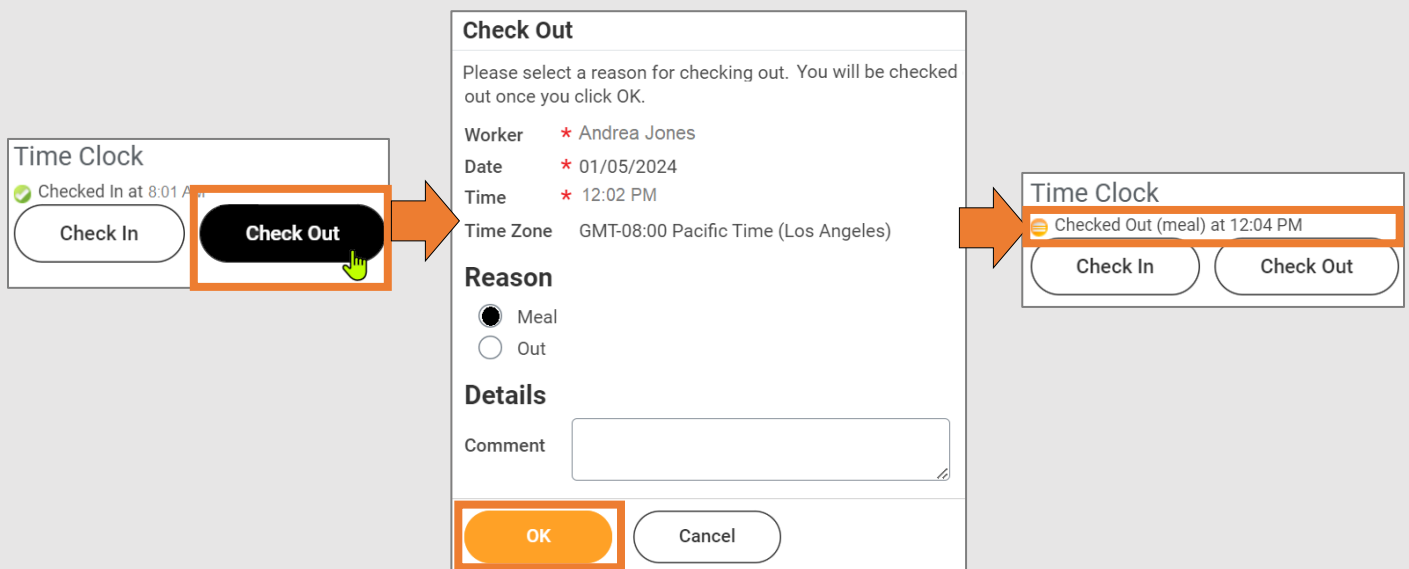 Time Clock
Checked In at 8:01 AM
Check In
Check Out
Check Out
Please select a reason for checking out. You will be checked
out once you click OK.
Worker * Andrea Jones
Date * 01/05/2024
Time * 12:02 PM
Time Zone GMT-08:00 Pacific Time (Los Angeles)
Reason
Meal
Out
Details
Comment
OK
Cancel
Time Clock
Checked Out (meal) at 12:04 PM
Check In
Check Out